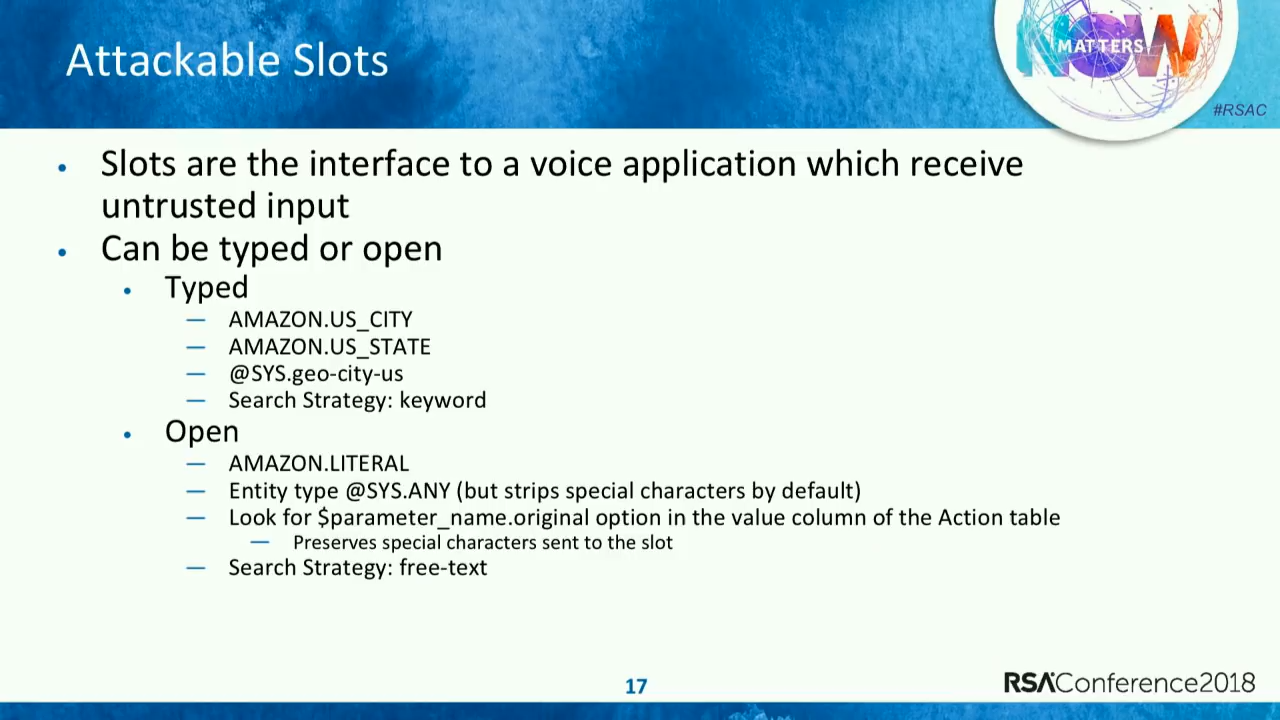 Attackable Slots
NOW
MATTERS
#RSAC
• Slots are the interface to a voice application which receive
untrusted input
• Can be typed or open
• Typed
— AMAZON.US_CITY
— AMAZON.US_STATE
— @SYS.geo-city-us
— Search Strategy: keyword
• Open
— AMAZON.LITERAL
— Entity type @SYS.ANY (but strips special characters by default)
— Look for $parameter_name.original option in the value column of the Action table
— Preserves special characters sent to the slot
— Search Strategy: free-text
17
RSAConference2018